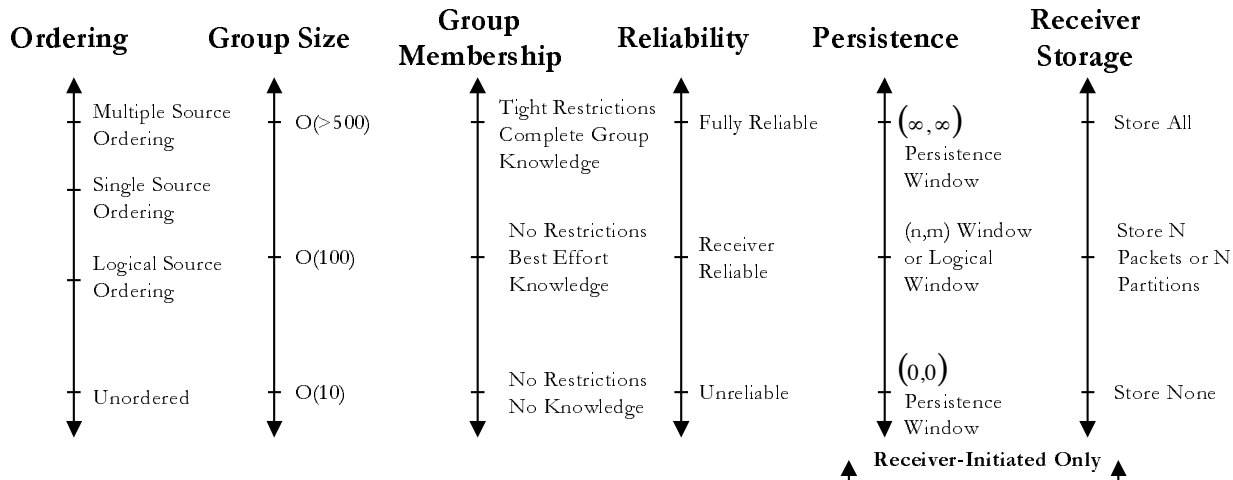 Ordering
Group Size
Group
Membership
Reliability
Persistence
Receiver
Storage
Multiple Source
Ordering
Single Source
Ordering
Logical Source
Ordering
Unordered
O(>500)
O(100)
O(10)
Tight Restrictions
Complete Group
Knowledge
No Restrictions
Best Effort
Knowledge
No Restrictions
No Knowledge
Fully Reliable
Receiver
Reliable
Unreliable
(∞,∞)
Persistence
Window
(n,m) Window
or Logical
Window
(0,0)
Persistence
Window
Store All
Store N
Packets or N
Partitions
Store None
Receiver-Initiated Only